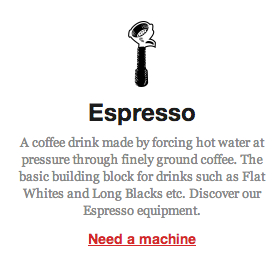 Espresso
A coffee drink made by forcing hot water at
pressure through finely ground coffee. The
basic building block for drinks such as Flat
Whites and Long Blacks etc. Discover our
Espresso equipment.
Need a machine